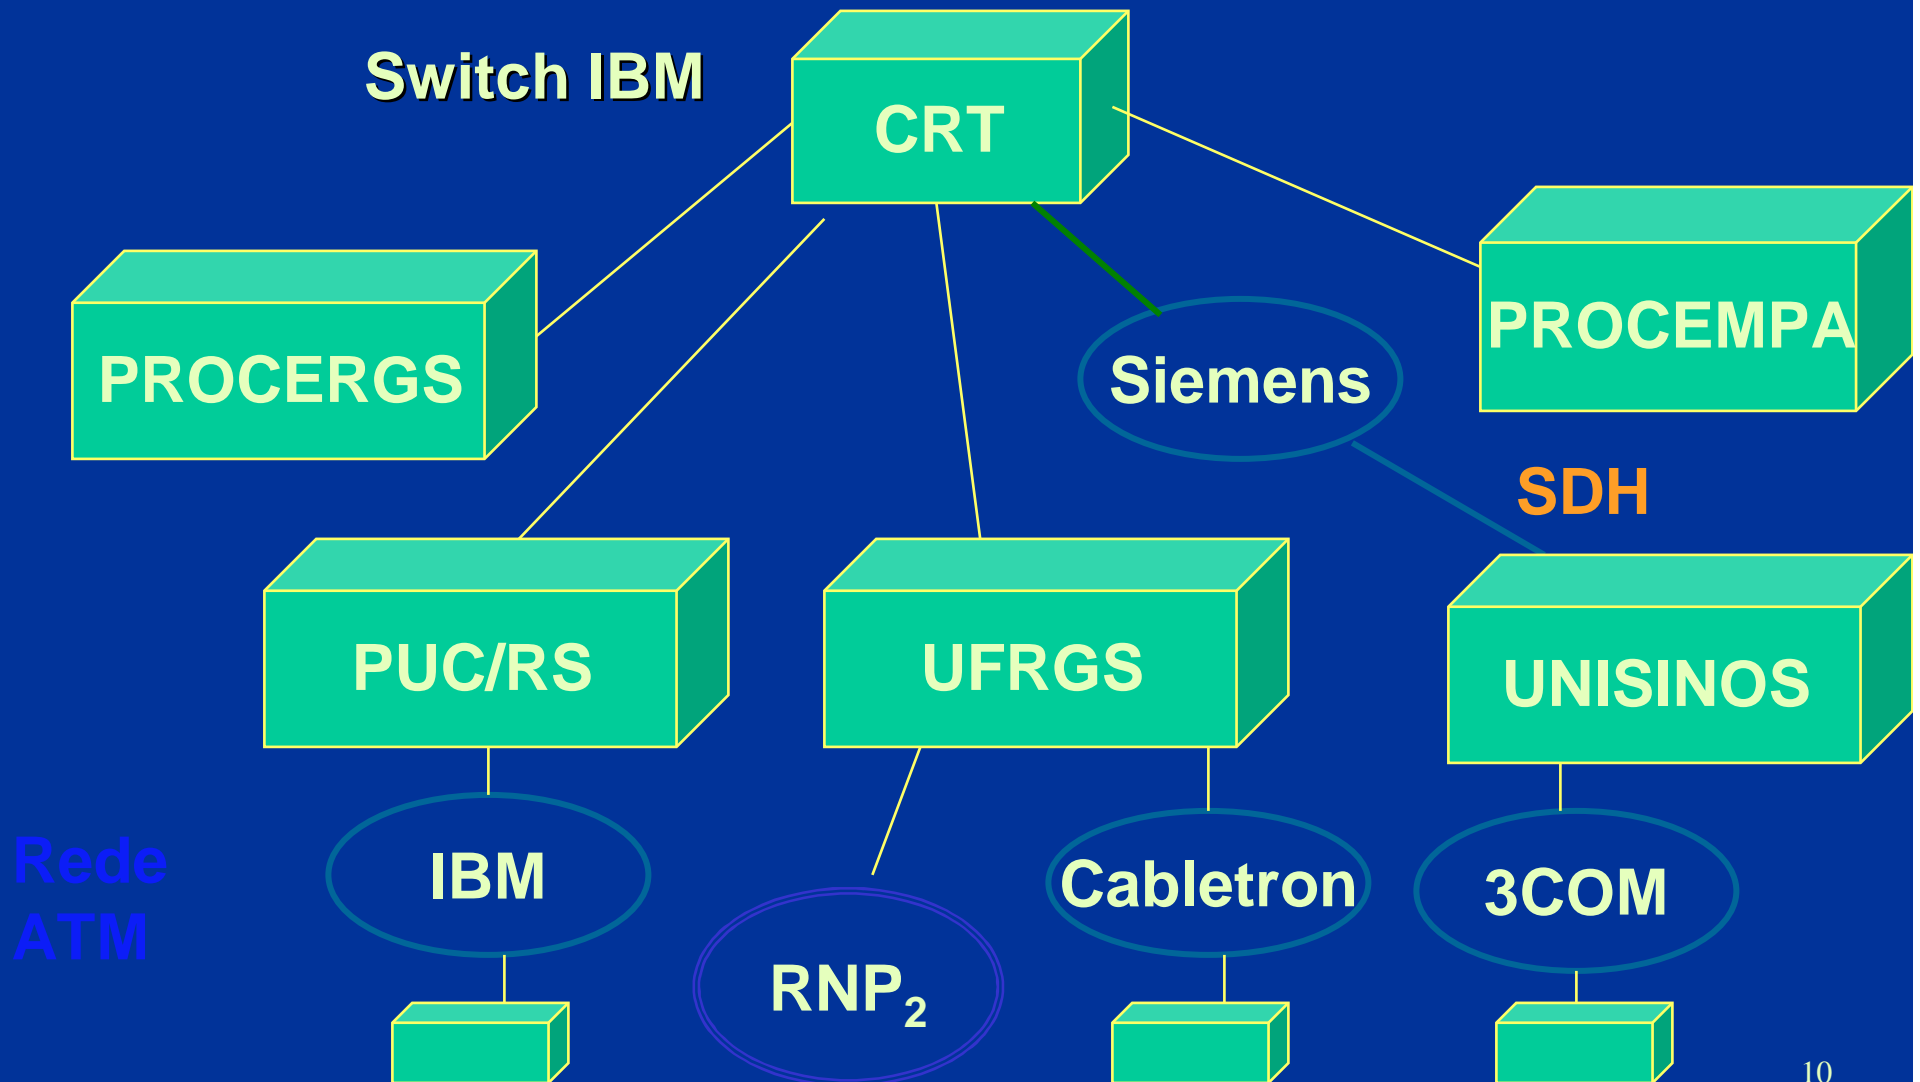 Switch IBM
CRT
PROCERGS
Siemens
PROCEMPA
SDH
PUC/RS
UFRGS
UNISINOS
Rede
ATM
IBM
RNP2
Cabletron
3COM
10